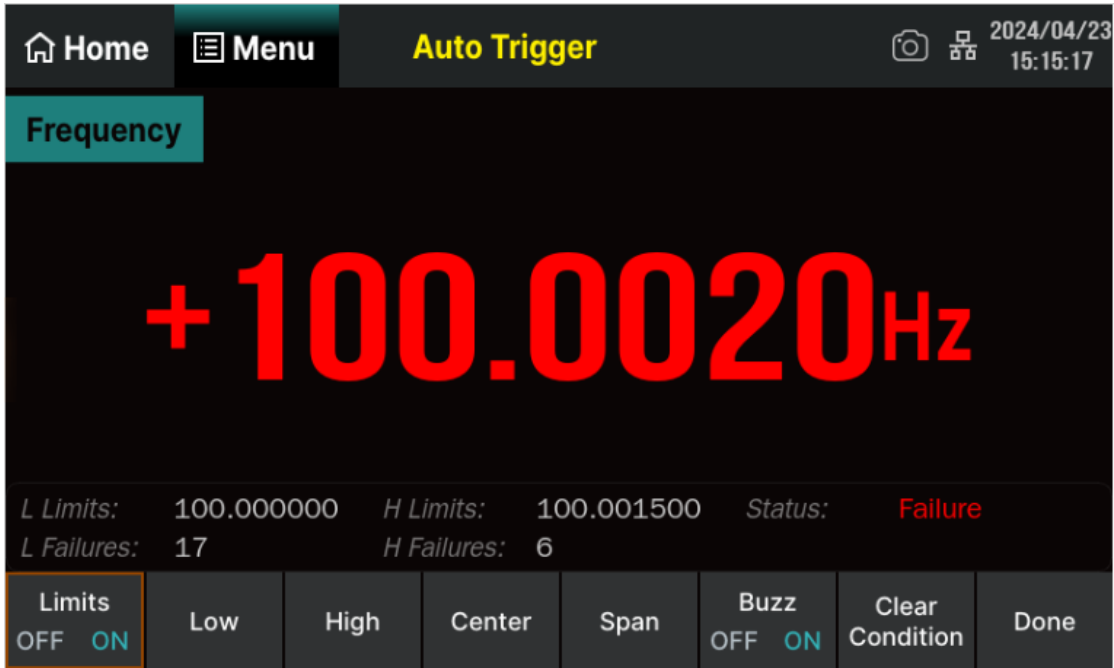 Home Menu Auto Trigger 2024/04/23
15:15:17
Frequency
+100.0020Hz
L Limits: 100.000000 H Limits: 100.001500 Status: Failure
L Failures: 17 H Failures: 6
Limits Low High Center Span Buzz Clear Done
OFF ON OFF ON Condition